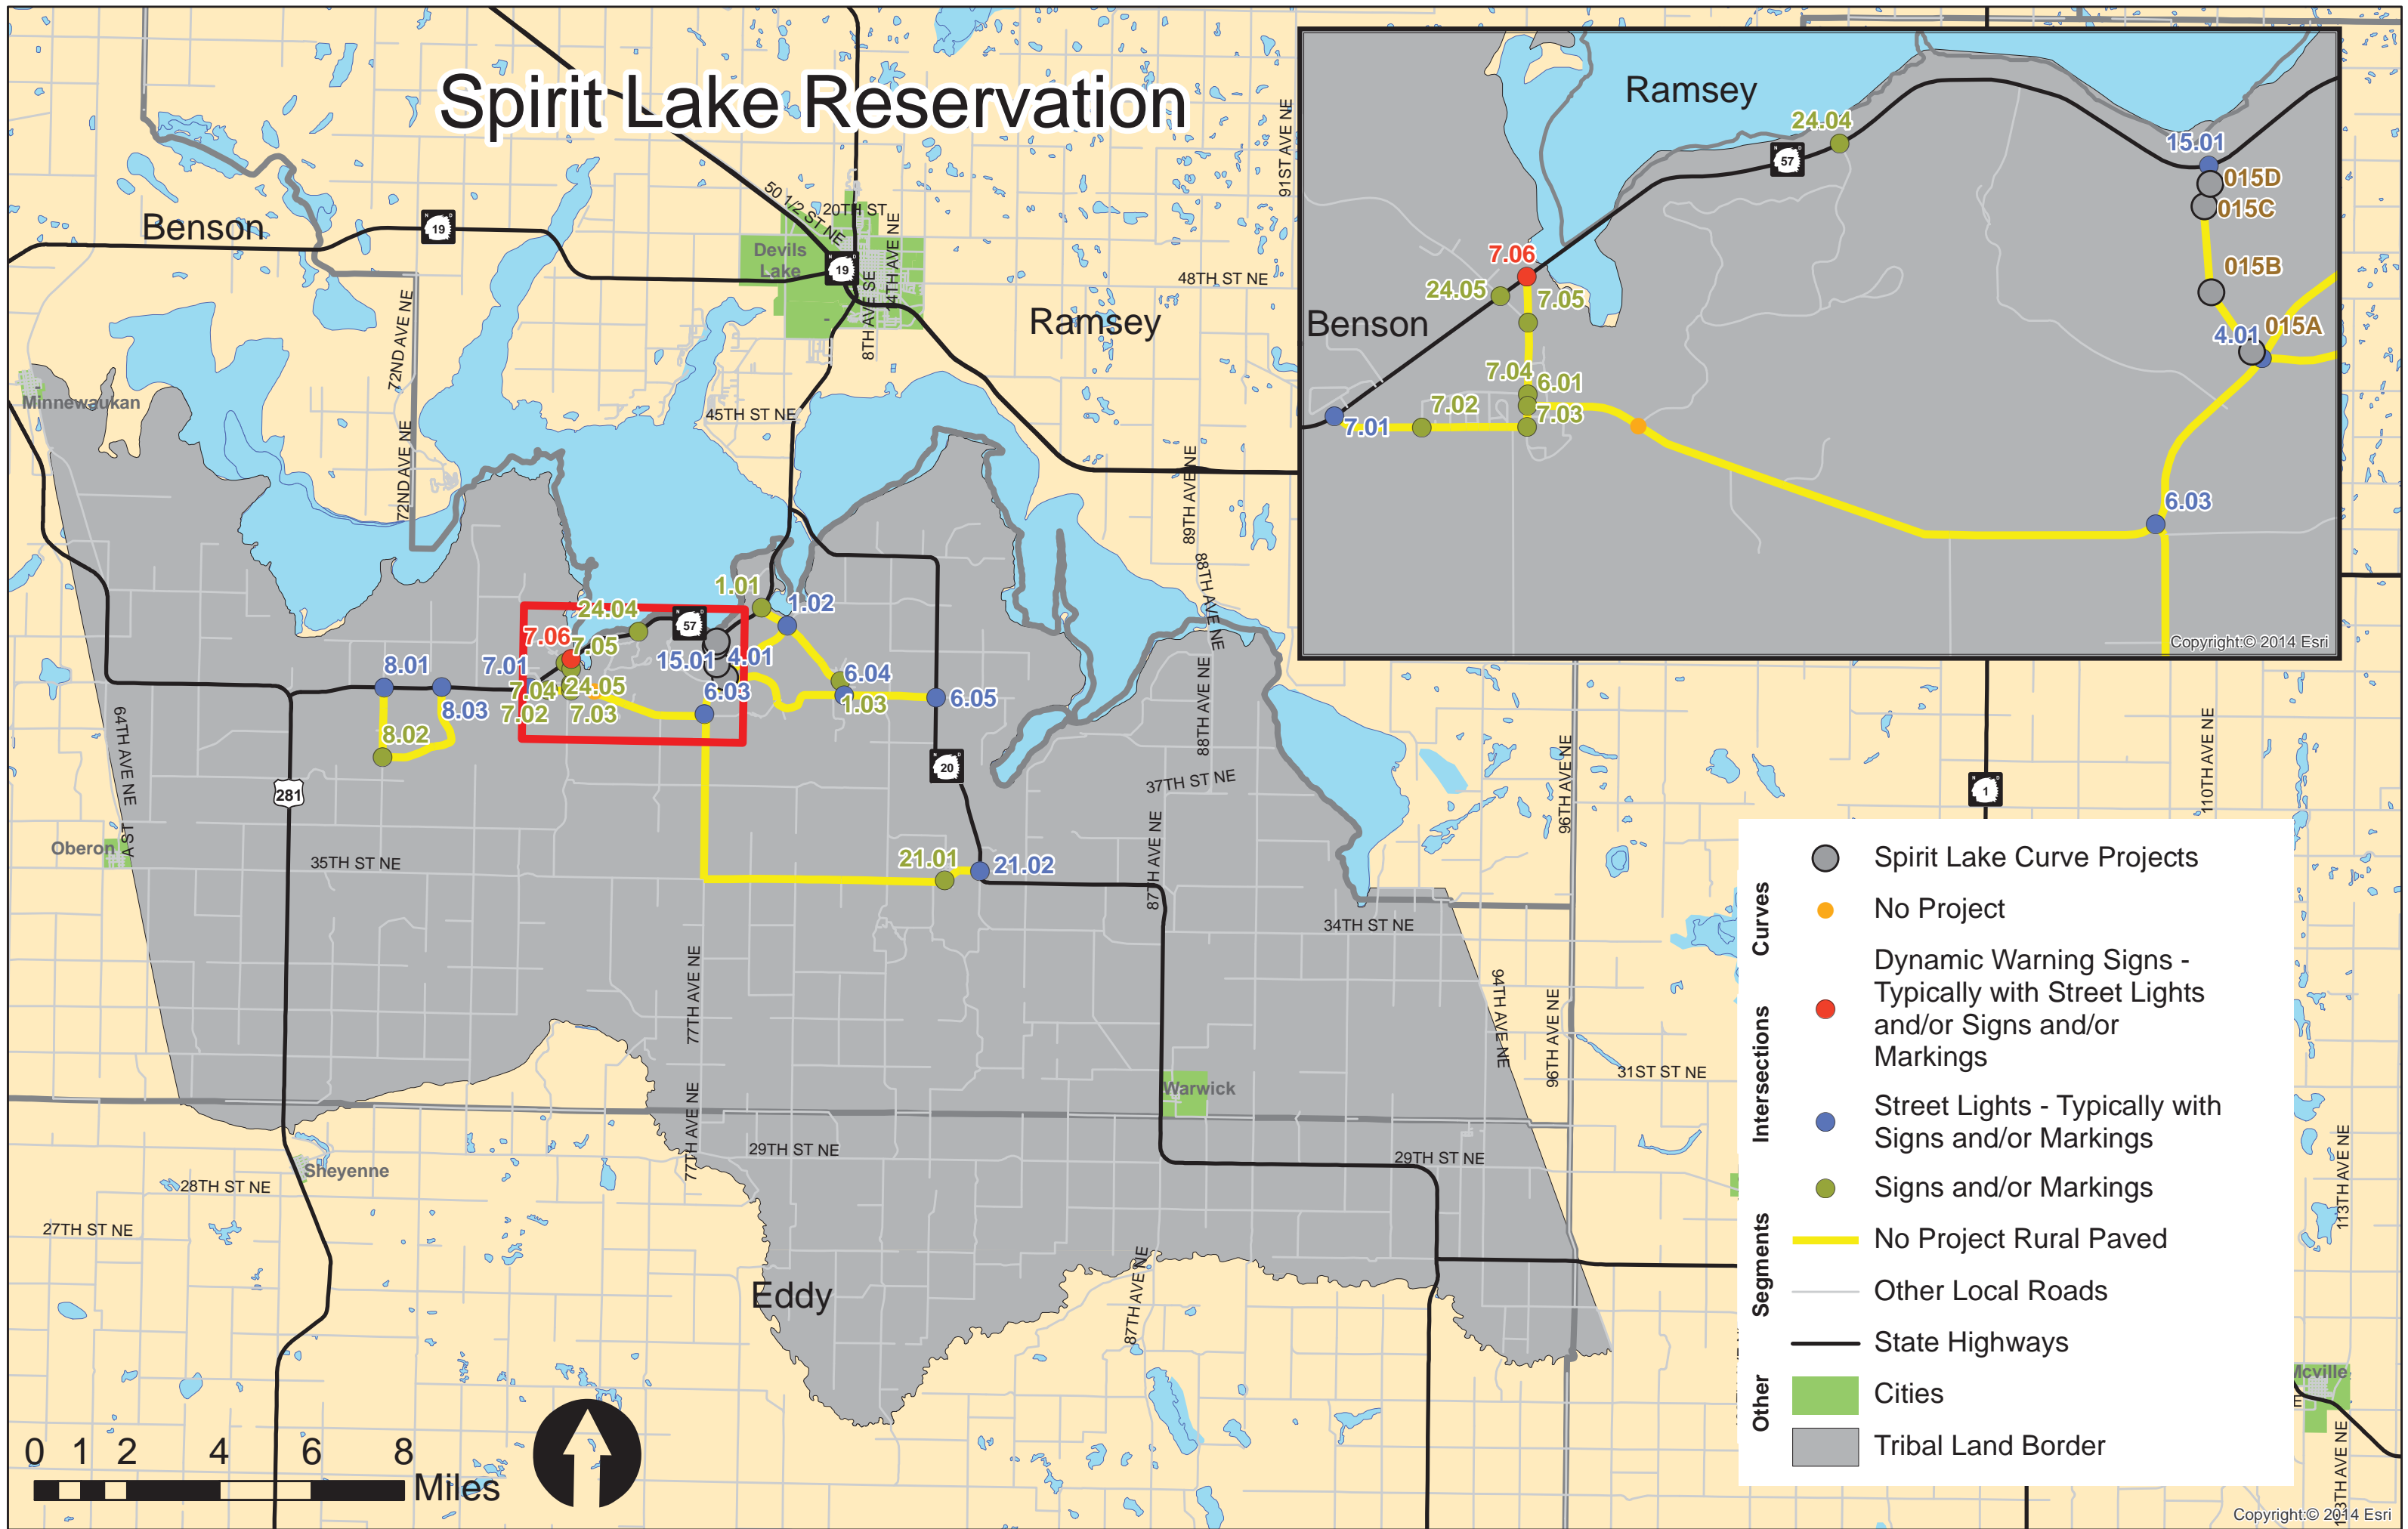 Spirit Lake Reservation
Benson
Ramsey
Eddy
N D
19
N D
19
N D
57
N D
20
N D
1
281
Devils
Lake
Minnewaukan
Oberon
Sheyenne
Warwick
Mcville
50 1/2 ST NE
20TH ST
14TH AVE NE
8TH AVE SE
48TH ST NE
91ST AVE NE
72ND AVE NE
72ND AVE NE
45TH ST NE
89TH AVE NE
88TH AVE NE
88TH AVE NE
37TH ST NE
87TH AVE NE
64TH AVE NE
A ST
35TH ST NE
34TH ST NE
96TH AVE NE
110TH AVE NE
77TH AVE NE
77TH AVE NE
94TH AVE NE
96TH AVE NE
31ST ST NE
29TH ST NE
29TH ST NE
28TH ST NE
27TH ST NE
87TH AVE NE
113TH AVE NE
113TH AVE NE
1.01
1.02
24.04
7.06
7.05
15.01
4.01
8.01
7.01
8.03
8.02
7.04
24.05
7.02
7.03
6.03
6.04
1.03
6.05
21.01
21.02
Ramsey
Benson
24.04
N D
57
15.01
015D
015C
015B
4.01
015A
7.06
24.05
7.05
7.04
6.01
7.02
7.03
7.01
6.03
Copyright:© 2014 Esri
Curves
Spirit Lake Curve Projects
No Project
Intersections
Dynamic Warning Signs -
Typically with Street Lights
and/or Signs and/or
Markings
Street Lights - Typically with
Signs and/or Markings
Signs and/or Markings
Segments
No Project Rural Paved
Other Local Roads
Other
State Highways
Cities
Tribal Land Border
0 1 2 4 6 8
Miles
Copyright:© 2014 Esri